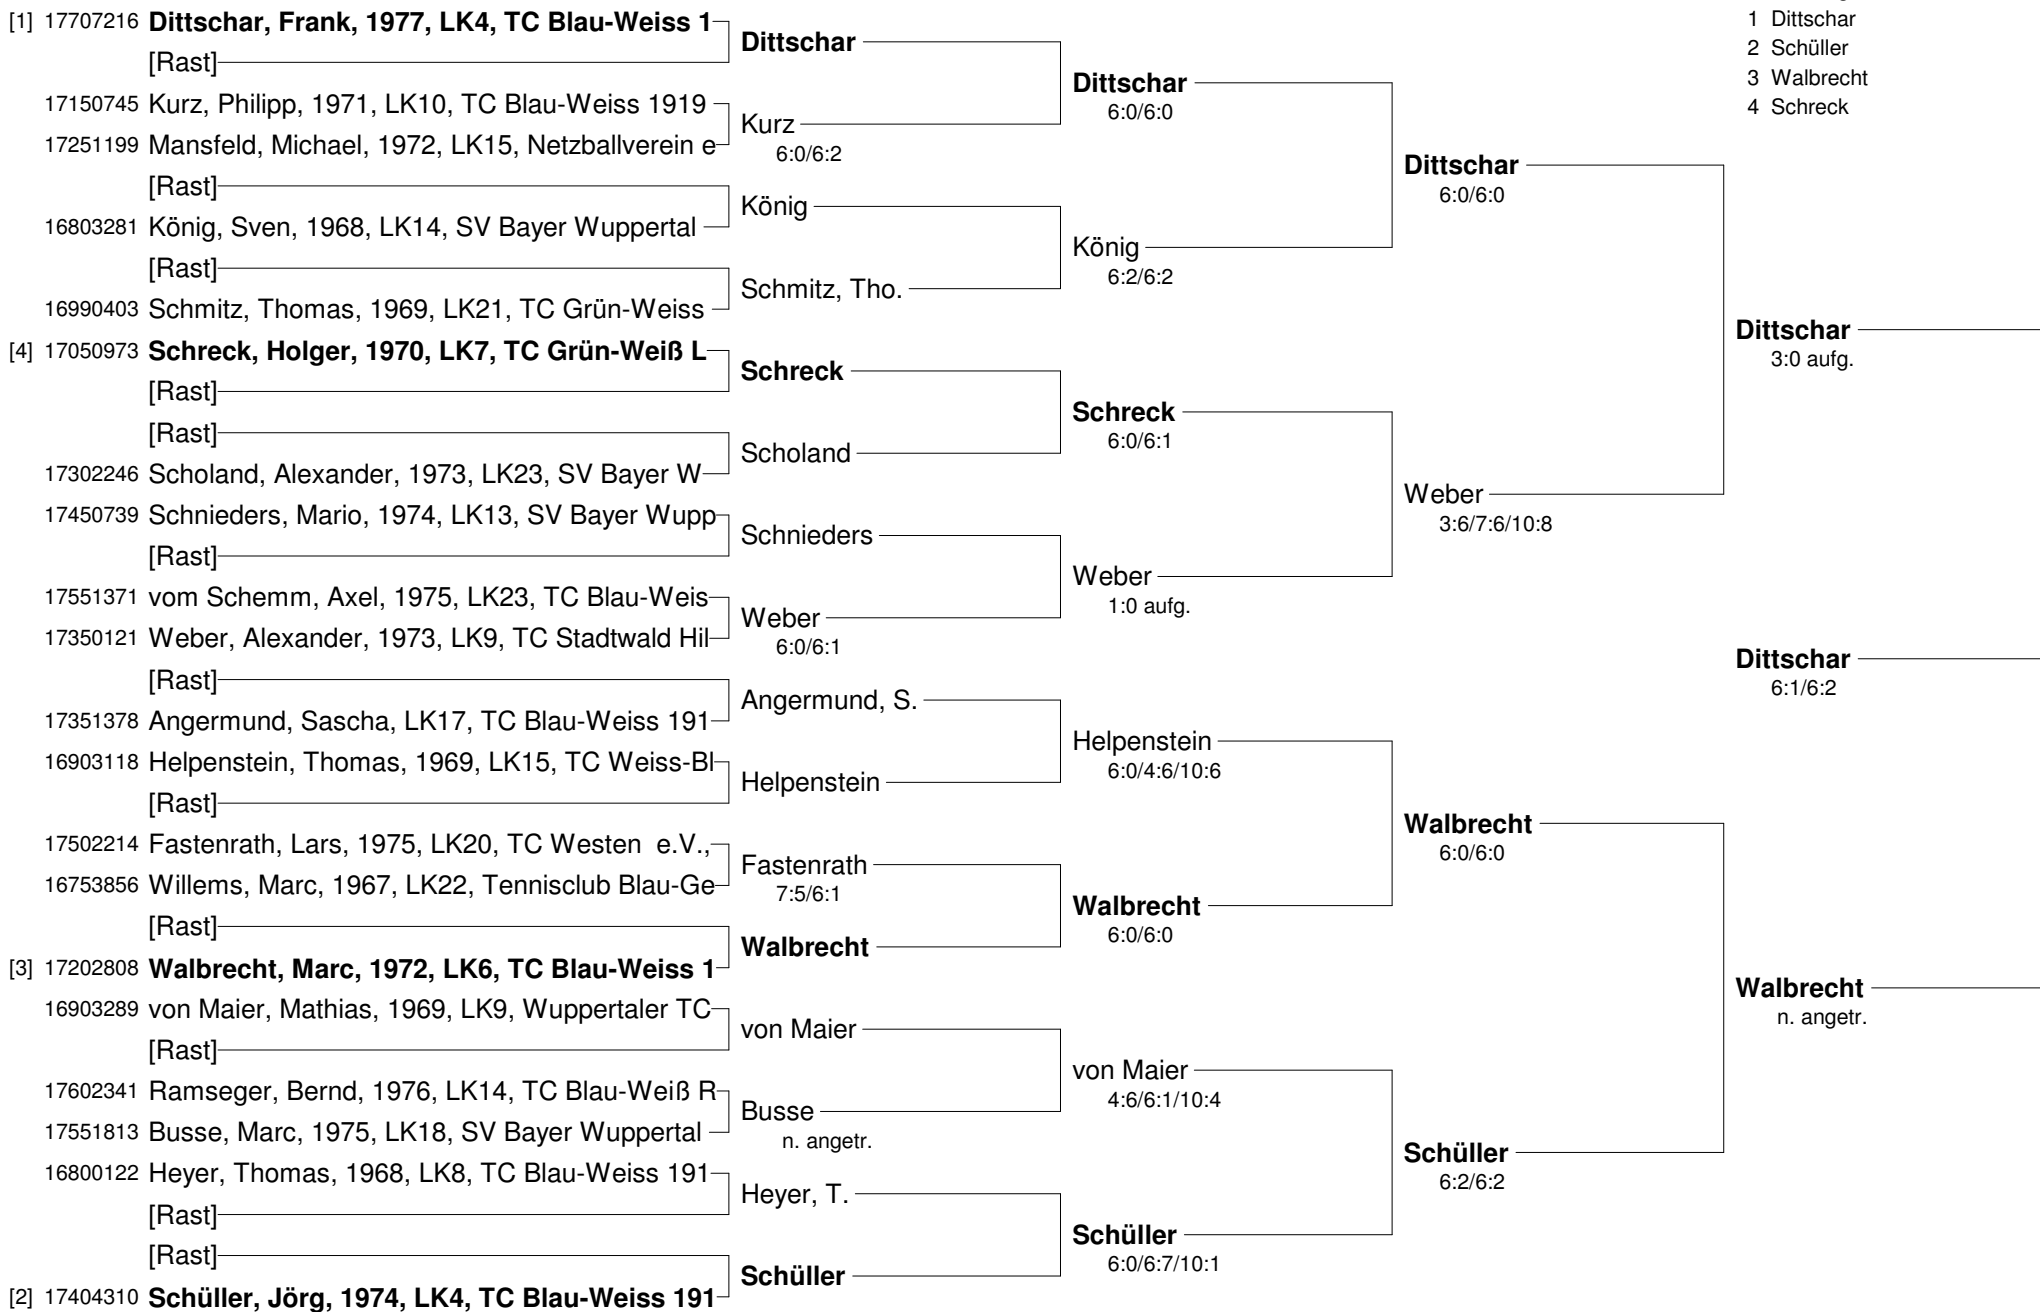 [1] 17707216 Dittschar, Frank, 1977, LK4, TC Blau-Weiss 1
[Rast]
17150745 Kurz, Philipp, 1971, LK10, TC Blau-Weiss 1919
17251199 Mansfeld, Michael, 1972, LK15, Netzballverein e
[Rast]
16803281 König, Sven, 1968, LK14, SV Bayer Wuppertal
[Rast]
16990403 Schmitz, Thomas, 1969, LK21, TC Grün-Weiss
[4] 17050973 Schreck, Holger, 1970, LK7, TC Grün-Weiß L
[Rast]
[Rast]
17302246 Scholand, Alexander, 1973, LK23, SV Bayer W
17450739 Schnieders, Mario, 1974, LK13, SV Bayer Wupp
[Rast]
17551371 vom Schemm, Axel, 1975, LK23, TC Blau-Weis
17350121 Weber, Alexander, 1973, LK9, TC Stadtwald Hil
[Rast]
17351378 Angermund, Sascha, LK17, TC Blau-Weiss 191
16903118 Helpenstein, Thomas, 1969, LK15, TC Weiss-Bl
[Rast]
17502214 Fastenrath, Lars, 1975, LK20, TC Westen e.V.,
16753856 Willems, Marc, 1967, LK22, Tennisclub Blau-Ge
[Rast]
[3] 17202808 Walbrecht, Marc, 1972, LK6, TC Blau-Weiss 1
16903289 von Maier, Mathias, 1969, LK9, Wuppertaler TC
[Rast]
17602341 Ramseger, Bernd, 1976, LK14, TC Blau-Weiß R
17551813 Busse, Marc, 1975, LK18, SV Bayer Wuppertal
16800122 Heyer, Thomas, 1968, LK8, TC Blau-Weiss 191
[Rast]
[Rast]
[2] 17404310 Schüller, Jörg, 1974, LK4, TC Blau-Weiss 191
Dittschar
Kurz
6:0/6:2
König
Schmitz, Tho.
Schreck
Scholand
Schnieders
Weber
6:0/6:1
Angermund, S.
Helpenstein
Fastenrath
7:5/6:1
Walbrecht
von Maier
Busse
n. angetr.
Heyer, T.
Schüller
Dittschar
6:0/6:0
König
6:2/6:2
Schreck
6:0/6:1
Weber
1:0 aufg.
Helpenstein
6:0/4:6/10:6
Walbrecht
6:0/6:0
von Maier
4:6/6:1/10:4
Schüller
6:0/6:7/10:1
Dittschar
6:0/6:0
Weber
3:6/7:6/10:8
Walbrecht
6:0/6:0
Schüller
6:2/6:2
1 Dittschar
2 Schüller
3 Walbrecht
4 Schreck
Dittschar
3:0 aufg.
Dittschar
6:1/6:2
Walbrecht
n. angetr.